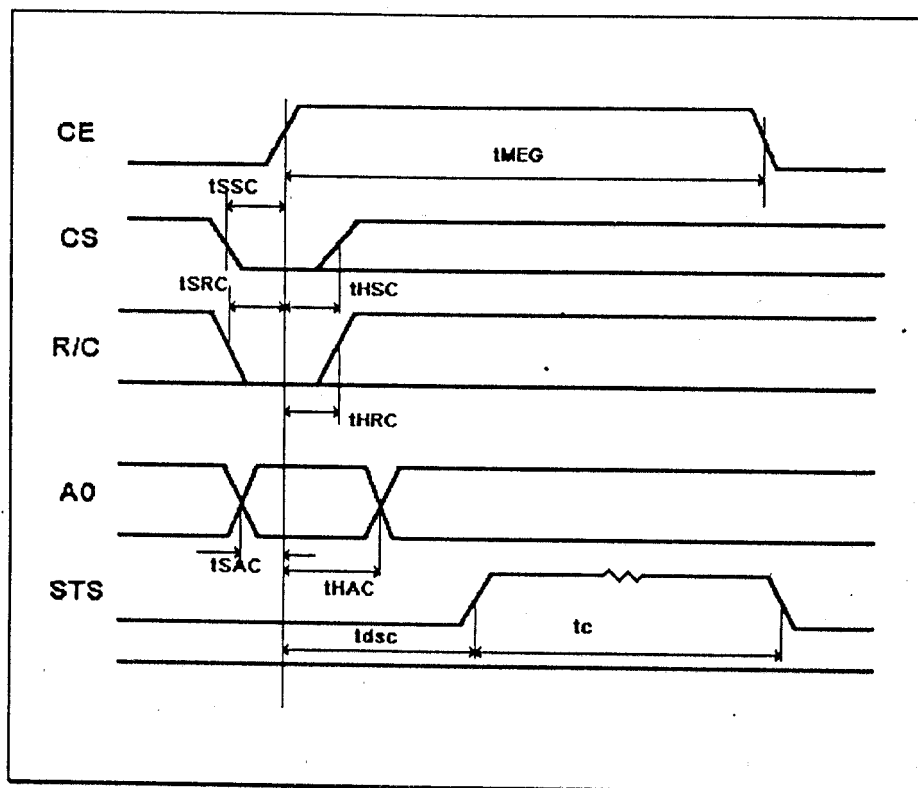 CE
tMEG
tSSC
CS
tSRC
tHSC
R/C
tHRC
A0
tSAC
tHAC
STS
tdsc
tc